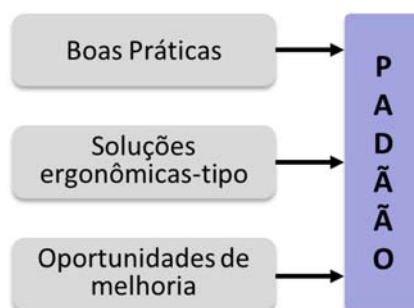 Boas Práticas
Soluções
ergonômicas-tipo
Oportunidades de
melhoria
P
A
D
Ã
Ã
O